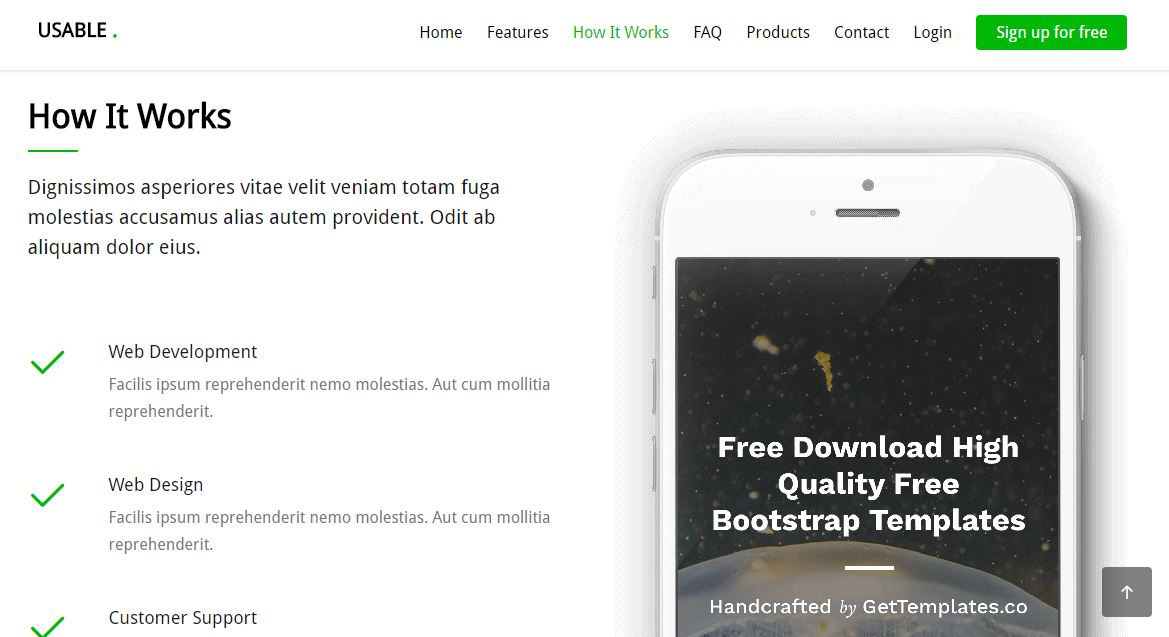 USABLE .
Home Features How It Works FAQ Products Contact Login Sign up for free
How It Works
Dignissimos asperiores vitae velit veniam totam fuga
molestias accusamus alias autem provident. Odit ab
aliquam dolor eius.
Web Development
Facilis ipsum reprehenderit nemo molestias. Aut cum mollitia
reprehenderit.
Web Design
Facilis ipsum reprehenderit nemo molestias. Aut cum mollitia
reprehenderit.
Customer Support
Free Download High
Quality Free
Bootstrap Templates
Handcrafted by GetTemplates.co